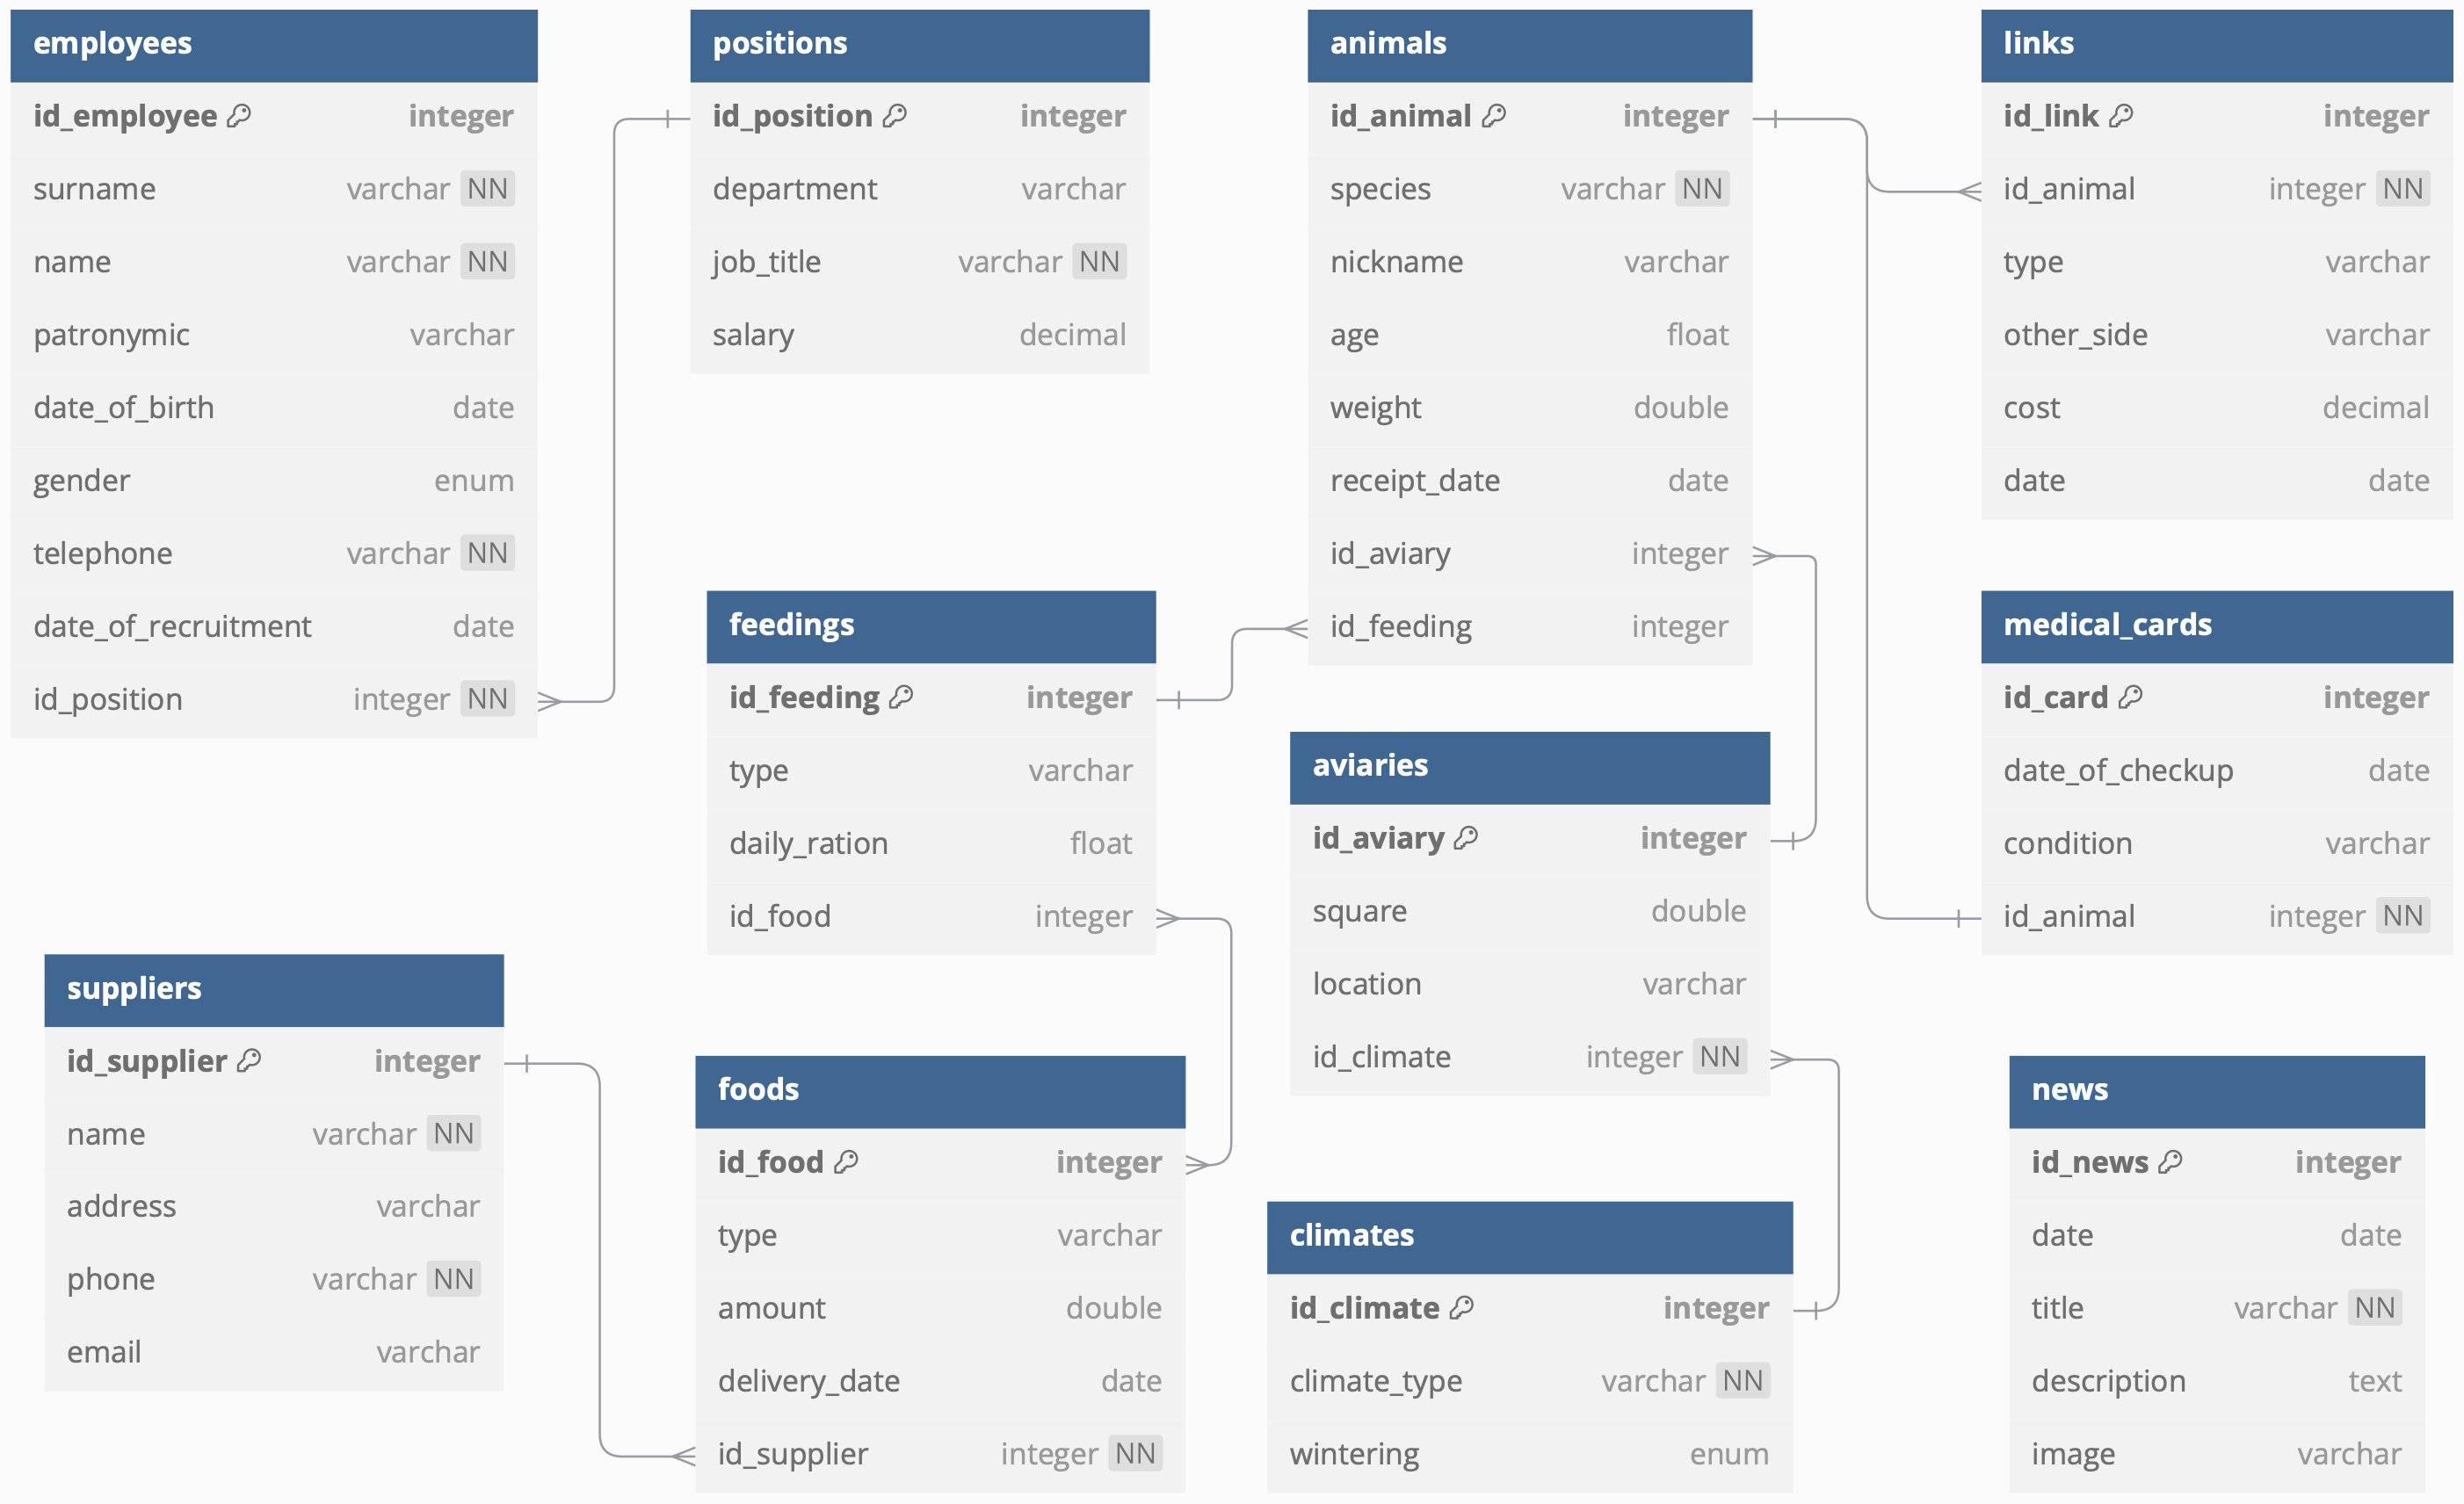 employees
id_employee integer
surname varchar NN
name varchar NN
patronymic varchar
date_of_birth date
gender enum
telephone varchar NN
date_of_recruitment date
id_position integer NN
positions
id_position integer
department varchar
job_title varchar NN
salary decimal
animals
id_animal integer
species varchar NN
nickname varchar
age float
weight double
receipt_date date
id_aviary integer
id_feeding integer
links
id_link integer
id_animal integer NN
type varchar
other_side varchar
cost decimal
date date
feedings
id_feeding integer
type varchar
daily_ration float
id_food integer
aviaries
id_aviary integer
square double
location varchar
id_climate integer NN
medical_cards
id_card integer
date_of_checkup date
condition varchar
id_animal integer NN
suppliers
id_supplier integer
name varchar NN
address varchar
phone varchar NN
email varchar
foods
id_food integer
type varchar
amount double
delivery_date date
id_supplier integer NN
climates
id_climate integer
climate_type varchar NN
wintering enum
news
id_news integer
date date
title varchar NN
description text
image varchar